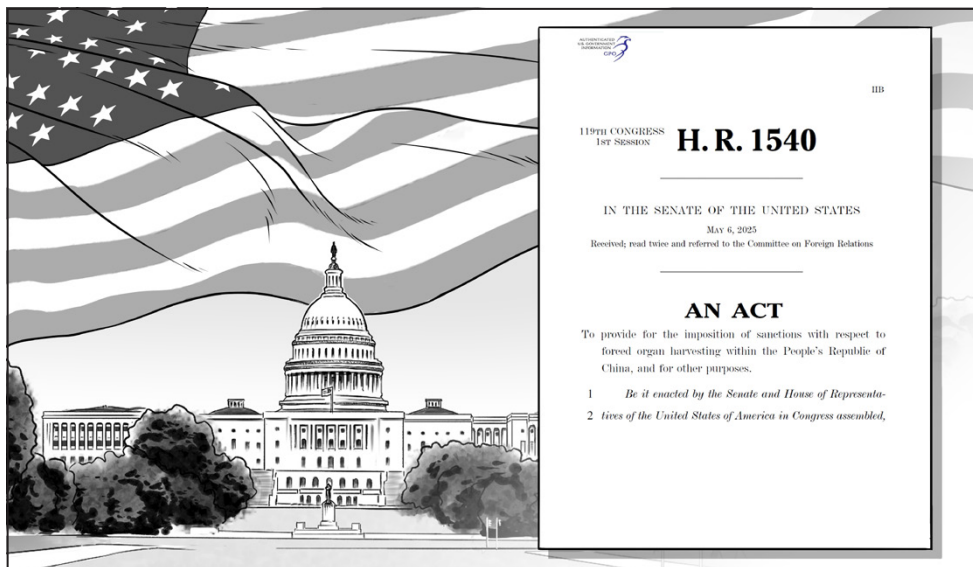 AUTHENTICATED
U.S. GOVERNMENT
INFORMATION
GPO
IIB
119TH CONGRESS
1ST SESSION
H. R. 1540
IN THE SENATE OF THE UNITED STATES
MAY 6, 2025
Received; read twice and referred to the Committee on Foreign Relations
AN ACT
To provide for the imposition of sanctions with respect to
forced organ harvesting within the People's Republic of
China, and for other purposes.
1 Be it enacted by the Senate and House of Representa-
2 tives of the United States of America in Congress assembled,